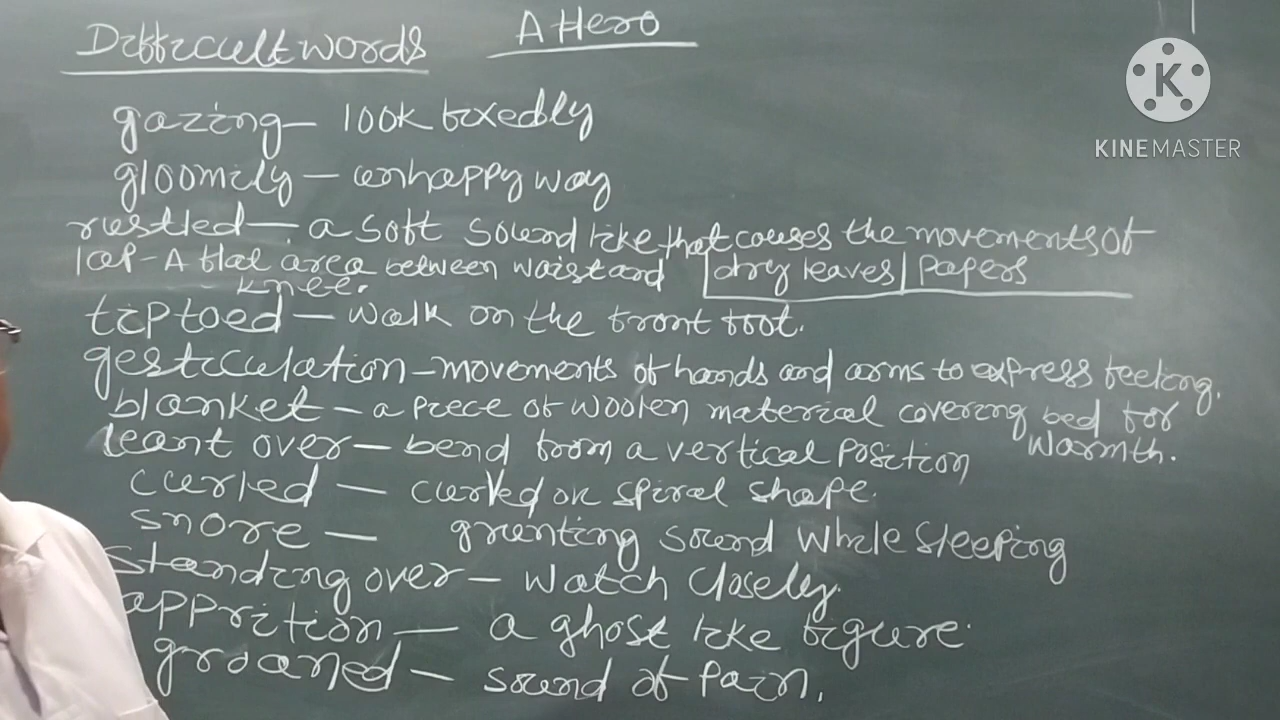 Difficult words A Hero
gazing - look fixedly
gloomily - unhappy way
rustled - a soft sound like that causes the movements of
dry leaves | papers
lap - A flat area between waist and
knee.
tiptoed - walk on the front foot.
gesticulation - movements of hands and arms to express feeling.
blanket - a piece of woolen material covering bed for
warmth.
leant over - bend from a vertical position
curled - curved or spiral shape.
snore - grunting sound while sleeping
standing over - watch closely.
apprition - a ghost like figure.
groaned - sound of pain.
K
KINEMASTER